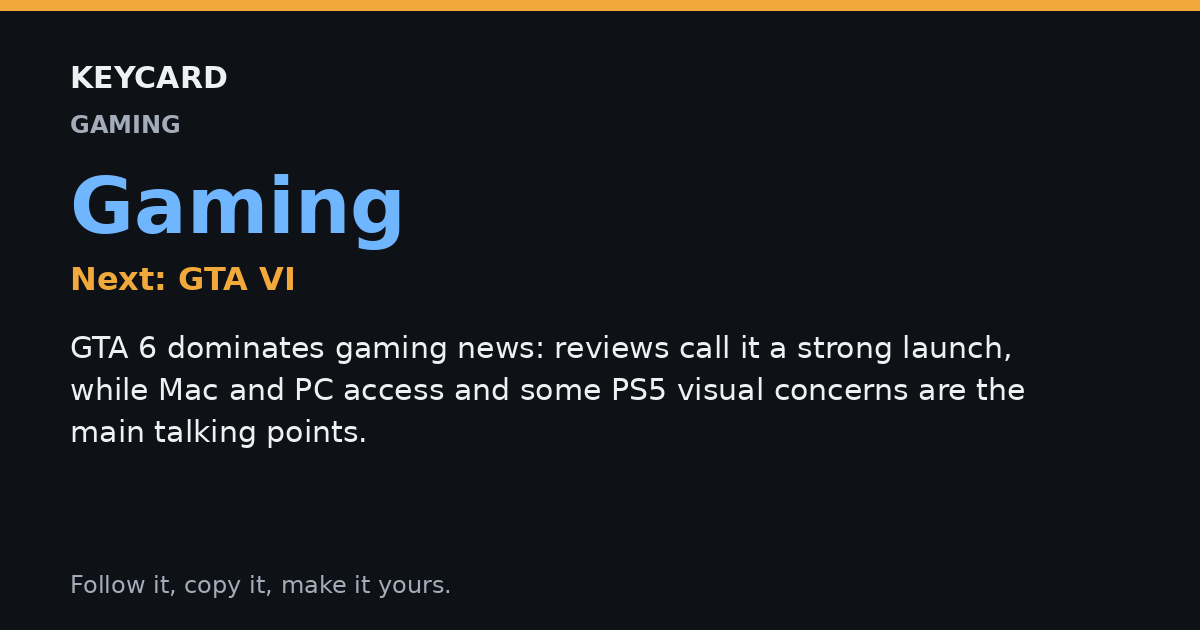 KEYCARD
GAMING
Gaming
Next: GTA VI
GTA 6 dominates gaming news: reviews call it a strong launch,
while Mac and PC access and some PS5 visual concerns are the
main talking points.
Follow it, copy it, make it yours.